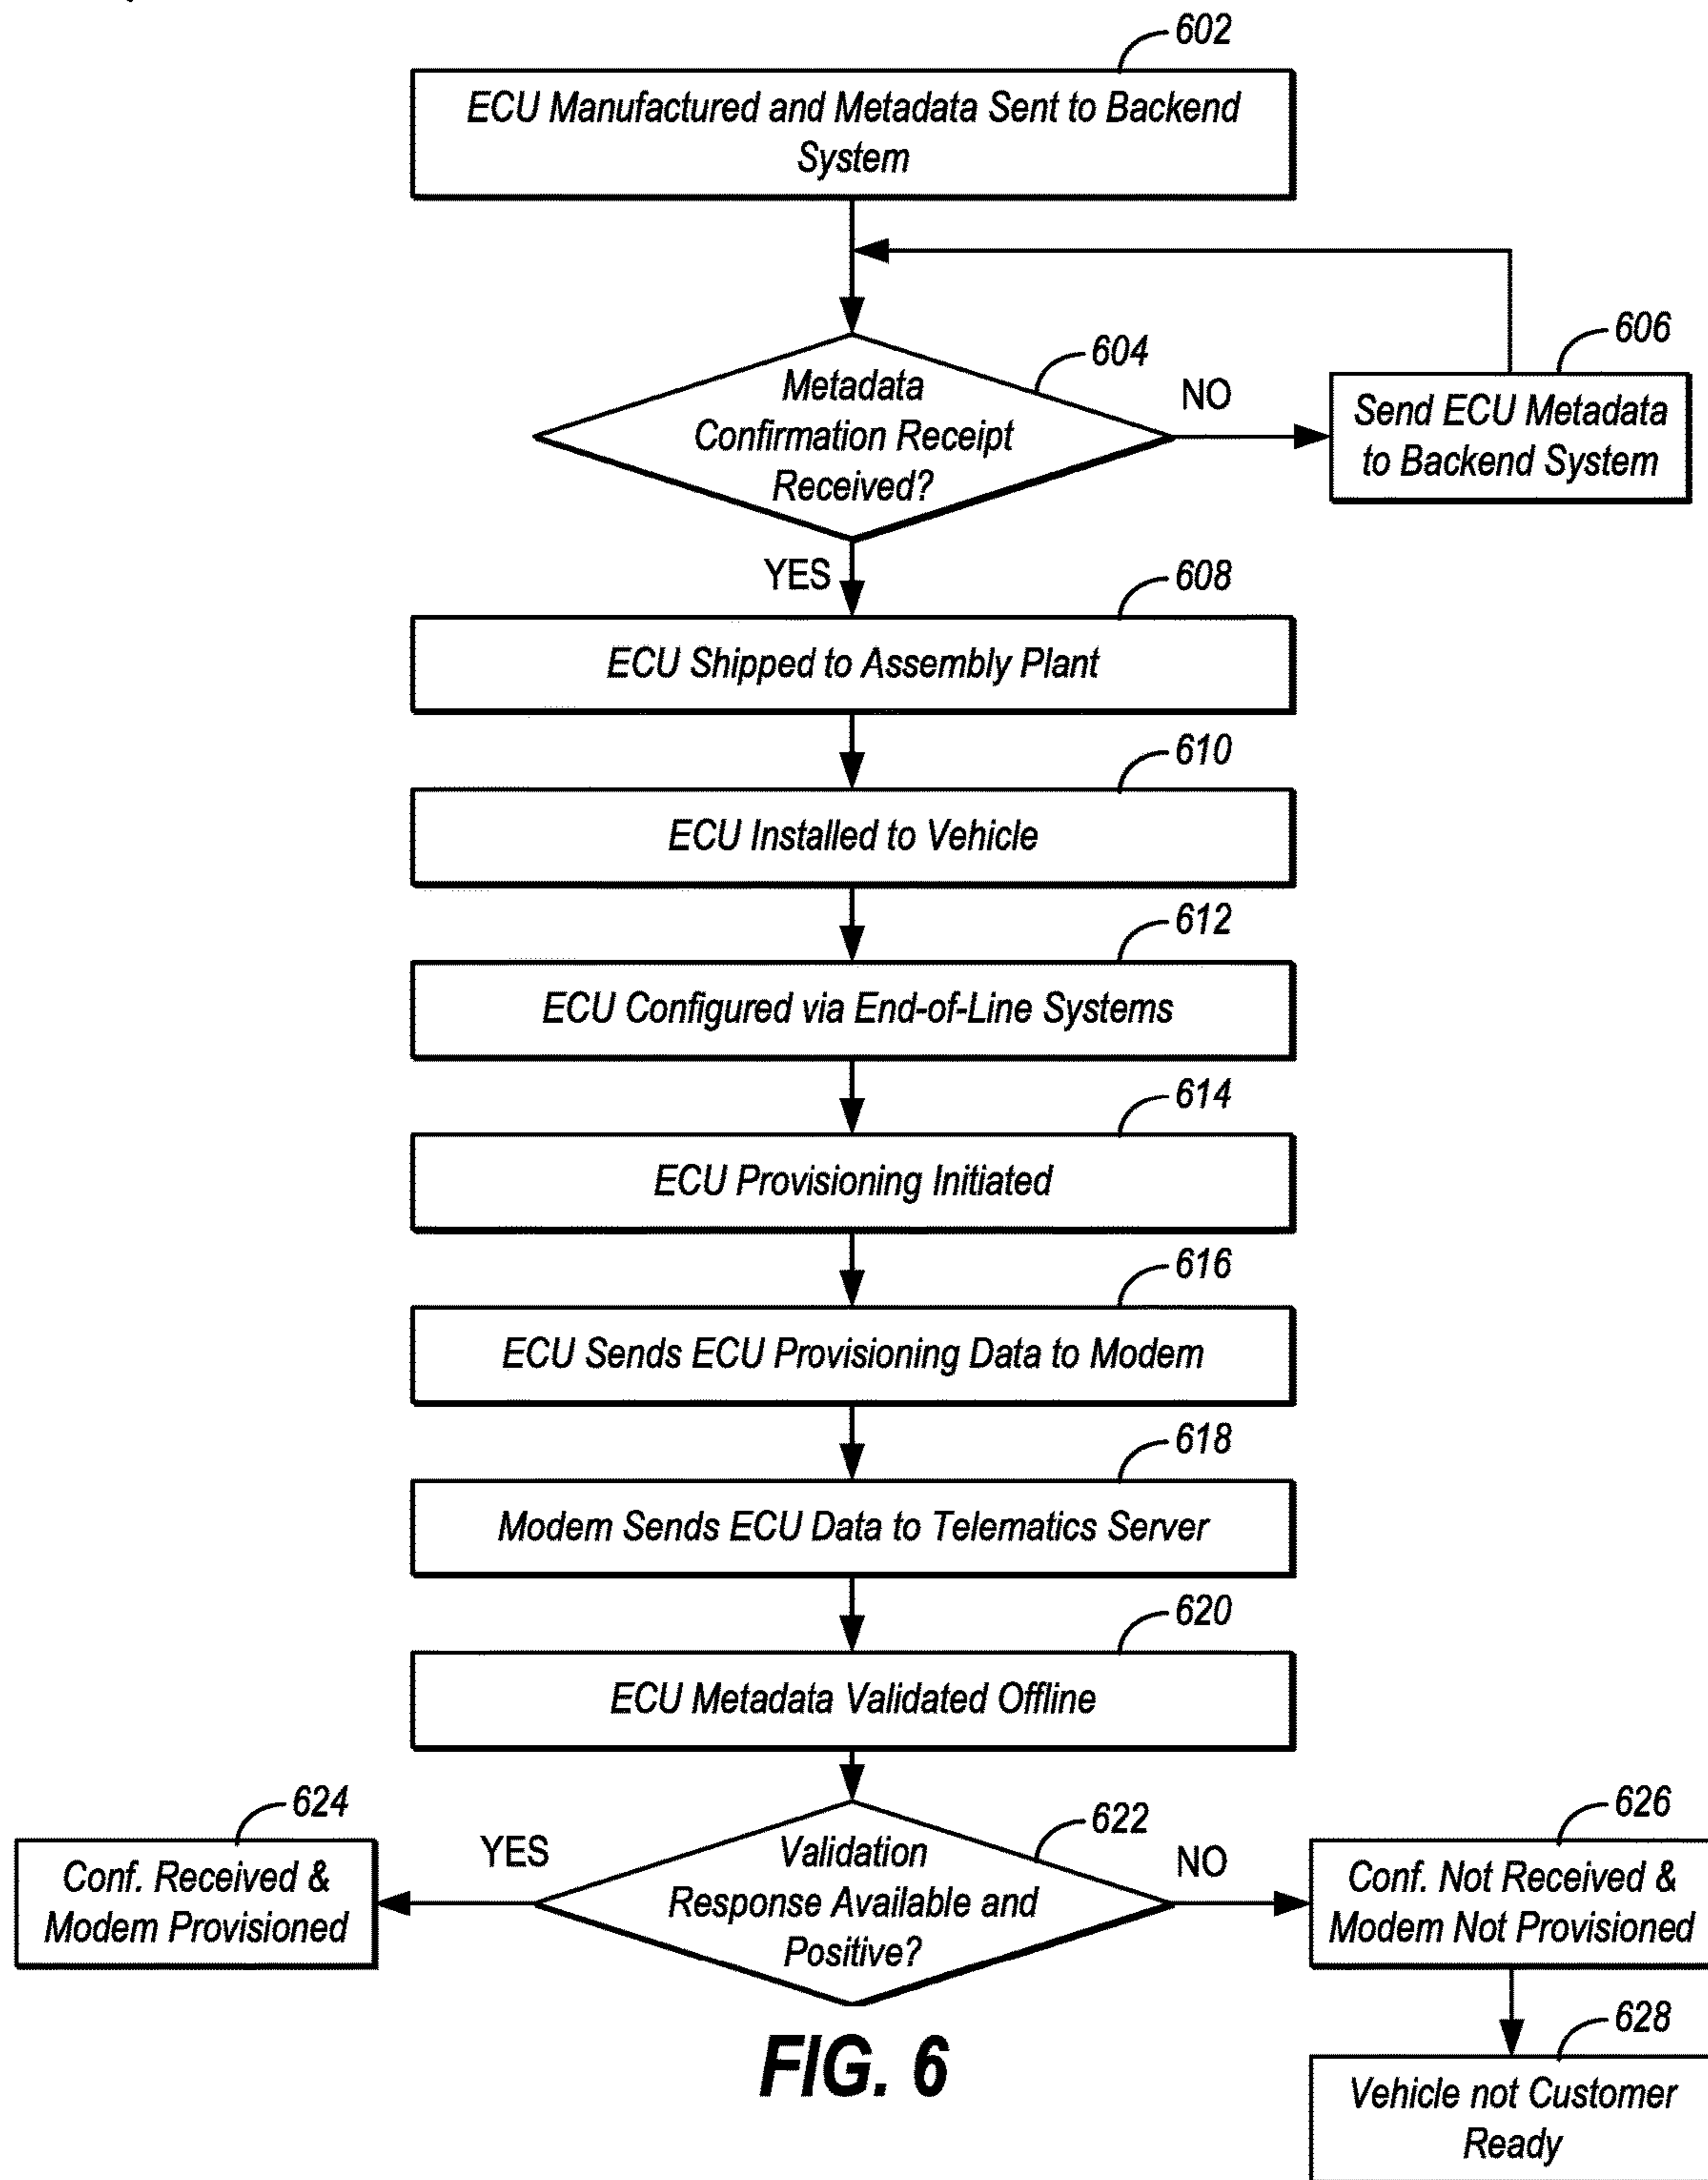 602
ECU Manufactured and Metadata Sent to Backend
System
604
Metadata
Confirmation Receipt
Received?
NO
606
Send ECU Metadata
to Backend System
YES
608
ECU Shipped to Assembly Plant
610
ECU Installed to Vehicle
612
ECU Configured via End-of-Line Systems
614
ECU Provisioning Initiated
616
ECU Sends ECU Provisioning Data to Modem
618
Modem Sends ECU Data to Telematics Server
620
ECU Metadata Validated Offline
622
Validation
Response Available and
Positive?
YES
624
Conf. Received &
Modem Provisioned
NO
626
Conf. Not Received &
Modem Not Provisioned
628
Vehicle not Customer
Ready
FIG. 6